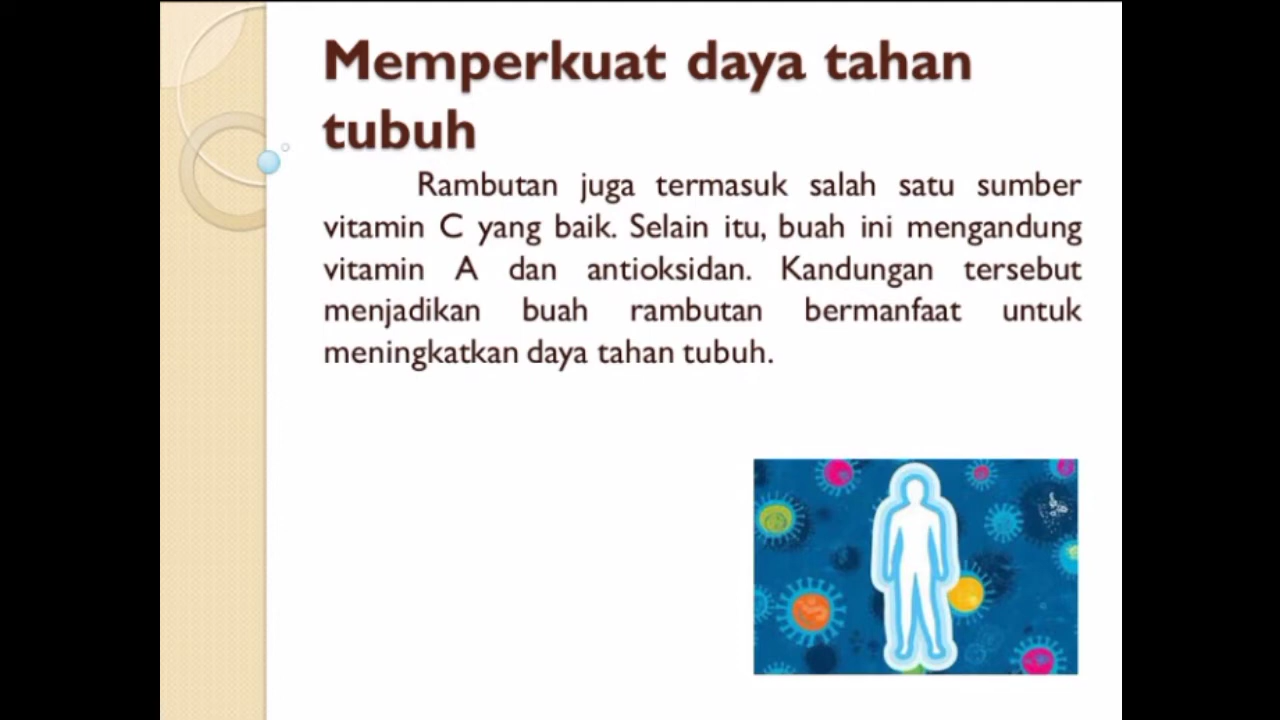 Memperkuat daya tahan
tubuh
Rambutan juga termasuk salah satu sumber
vitamin C yang baik. Selain itu, buah ini mengandung
vitamin A dan antioksidan. Kandungan tersebut
menjadikan buah rambutan bermanfaat untuk
meningkatkan daya tahan tubuh.